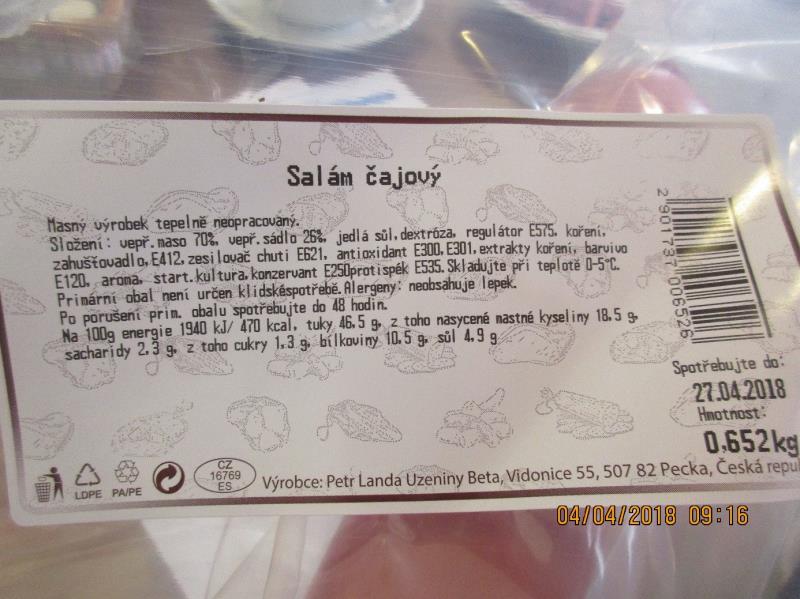 Salám čajový
Masný výrobek tepelně neopracovaný.
Složení: vepř.maso 70%, vepř.sádlo 26%, jedlá sůl,dextróza, regulátor E575, koření,
zahušťovadlo,E412,zesilovač chuti E621, antioxidant E300,E301,extrakty koření, barvivo
E120, aroma, start.kultura,konzervant E250protispék E535.Skladujte při teplotě 0-5°C.
Primární obal není určen klidskéspotřebě.Alergeny: neobsahuje lepek.
Po porušení prim. obalu spotřebujte do 48 hodin.
Na 100g energie 1940 kJ/ 470 kcal, tuky 46,5 g, z toho nasycené mastné kyseliny 18,5 g,
sacharidy 2,3 g, z toho cukry 1,3 g, bílkoviny 10,5 g, sůl 4,9 g
2 901737 006526
Spotřebujte do:
27.04.2018
Hmotnost:
0,652kg
LDPE
PA/PE
CZ
16769
ES
Výrobce: Petr Landa Uzeniny Beta, Vidonice 55, 507 82 Pecka, Česká repu
04/04/2018 09:16